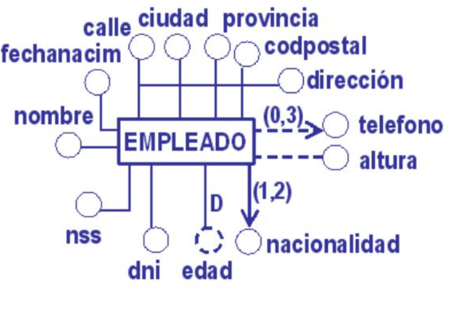 ciudad provincia
calle
codpostal
fechanacim
dirección
nombre
(0,3)
telefono
EMPLEADO
altura
(1,2)
D
nss
nacionalidad
dni
edad